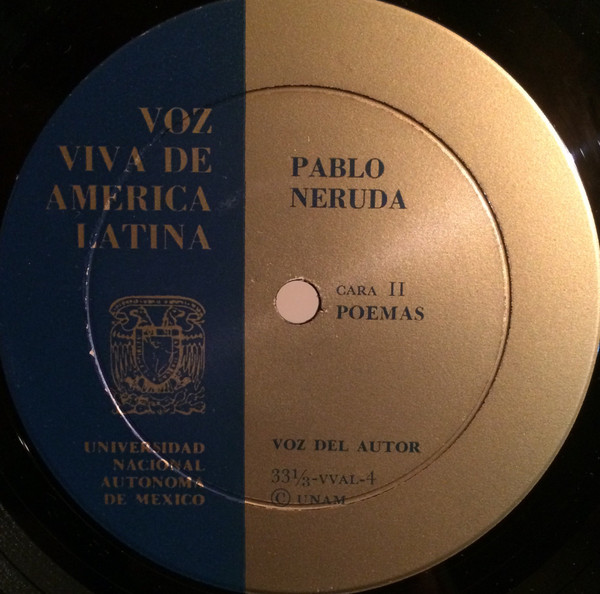 VOZ
VIVA DE
AMERICA
LATINA
UNIVERSIDAD
NACIONAL
AUTONOMA
DE MEXICO
PABLO
NERUDA
CARA II
POEMAS
VOZ DEL AUTOR
33⅓-VVAL-4
© UNAM